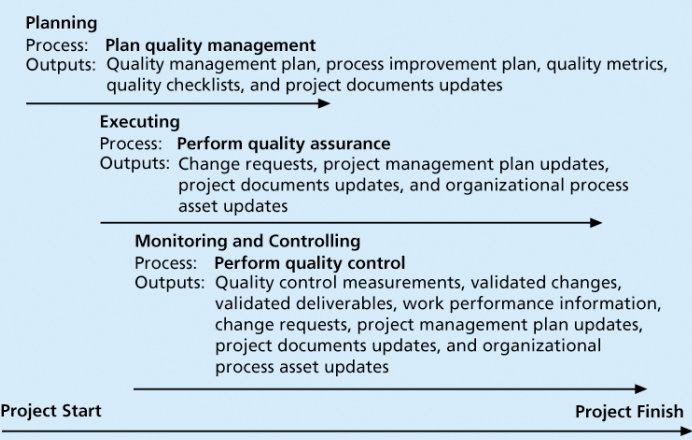 Planning
Process: Plan quality management
Outputs: Quality management plan, process improvement plan, quality metrics,
quality checklists, and project documents updates
Executing
Process: Perform quality assurance
Outputs: Change requests, project management plan updates,
project documents updates, and organizational process
asset updates
Monitoring and Controlling
Process: Perform quality control
Outputs: Quality control measurements, validated changes,
validated deliverables, work performance information,
change requests, project management plan updates,
project documents updates, and organizational
process asset updates
Project Start Project Finish